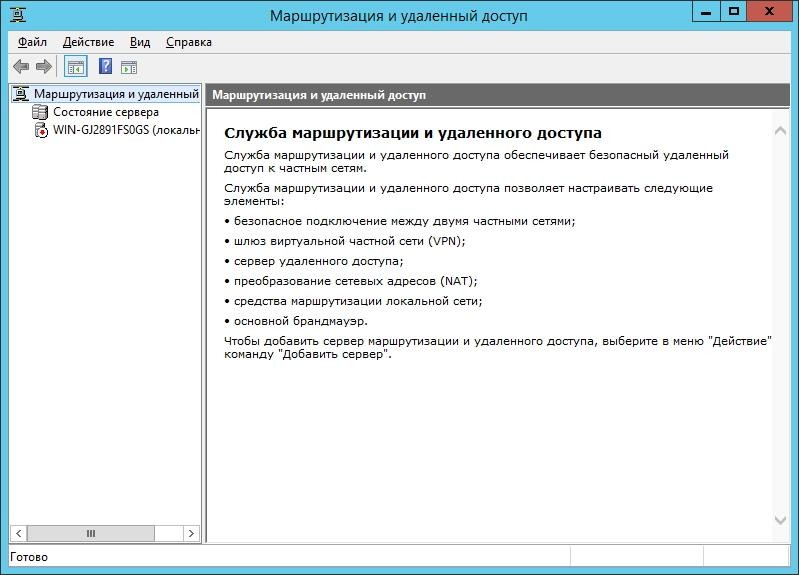 Маршрутизация и удаленный доступ
Файл Действие Вид Справка
Маршрутизация и удаленный
Состояние сервера
WIN-GJ2891FS0GS (локальн
Маршрутизация и удаленный доступ
Служба маршрутизации и удаленного доступа
Служба маршрутизации и удаленного доступа обеспечивает безопасный удаленный
доступ к частным сетям.
Служба маршрутизации и удаленного доступа позволяет настраивать следующие
элементы:
• безопасное подключение между двумя частными сетями;
• шлюз виртуальной частной сети (VPN);
• сервер удаленного доступа;
• преобразование сетевых адресов (NAT);
• средства маршрутизации локальной сети;
• основной брандмауэр.
Чтобы добавить сервер маршрутизации и удаленного доступа, выберите в меню "Действие"
команду "Добавить сервер".
Готово